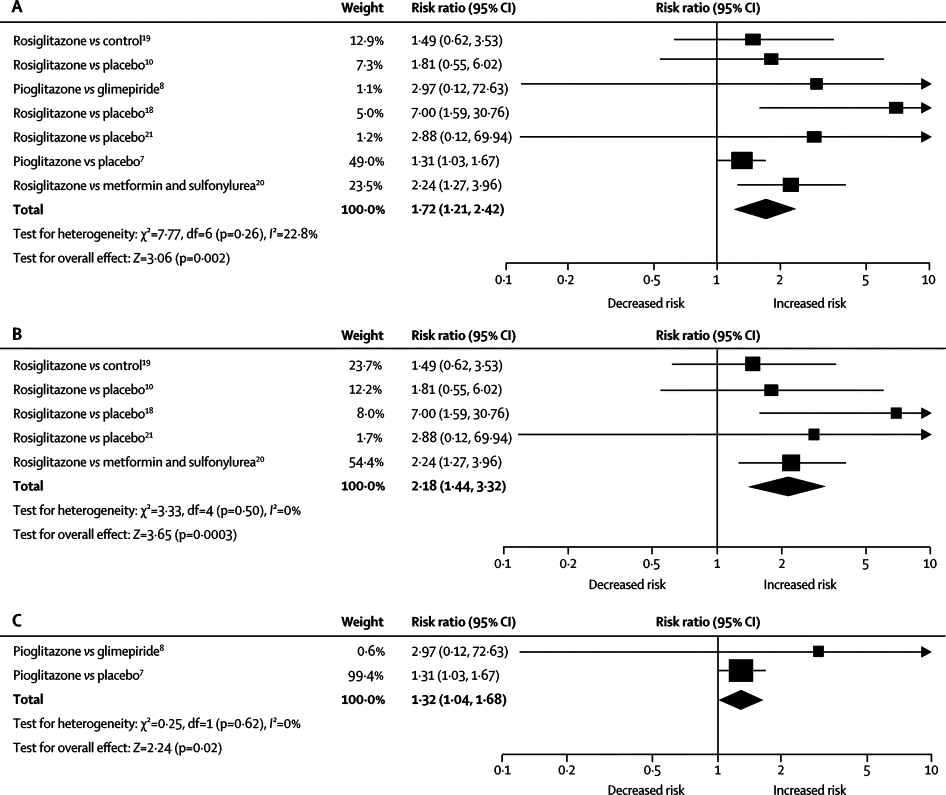 A Weight Risk ratio (95% CI) Risk ratio (95% CI)
Rosiglitazone vs control¹⁹ 12·9% 1·49 (0·62, 3·53)
Rosiglitazone vs placebo¹⁰ 7·3% 1·81 (0·55, 6·02)
Pioglitazone vs glimepiride⁸ 1·1% 2·97 (0·12, 72·63)
Rosiglitazone vs placebo¹⁸ 5·0% 7·00 (1·59, 30·76)
Rosiglitazone vs placebo²¹ 1·2% 2·88 (0·12, 69·94)
Pioglitazone vs placebo⁷ 49·0% 1·31 (1·03, 1·67)
Rosiglitazone vs metformin and sulfonylurea²⁰ 23·5% 2·24 (1·27, 3·96)
Total 100·0% 1·72 (1·21, 2·42)
Test for heterogeneity: χ²=7·77, df=6 (p=0·26), I²=22·8%
Test for overall effect: Z=3·06 (p=0·002)
0·1 0·2 0·5 1 2 5 10
Decreased risk Increased risk
B Weight Risk ratio (95% CI) Risk ratio (95% CI)
Rosiglitazone vs control¹⁹ 23·7% 1·49 (0·62, 3·53)
Rosiglitazone vs placebo¹⁰ 12·2% 1·81 (0·55, 6·02)
Rosiglitazone vs placebo¹⁸ 8·0% 7·00 (1·59, 30·76)
Rosiglitazone vs placebo²¹ 1·7% 2·88 (0·12, 69·94)
Rosiglitazone vs metformin and sulfonylurea²⁰ 54·4% 2·24 (1·27, 3·96)
Total 100·0% 2·18 (1·44, 3·32)
Test for heterogeneity: χ²=3·33, df=4 (p=0·50), I²=0%
Test for overall effect: Z=3·65 (p=0·0003)
0·1 0·2 0·5 1 2 5 10
Decreased risk Increased risk
C Weight Risk ratio (95% CI) Risk ratio (95% CI)
Pioglitazone vs glimepiride⁸ 0·6% 2·97 (0·12, 72·63)
Pioglitazone vs placebo⁷ 99·4% 1·31 (1·03, 1·67)
Total 100·0% 1·32 (1·04, 1·68)
Test for heterogeneity: χ²=0·25, df=1 (p=0·62), I²=0%
Test for overall effect: Z=2·24 (p=0·02)
0·1 0·2 0·5 1 2 5 10
Decreased risk Increased risk